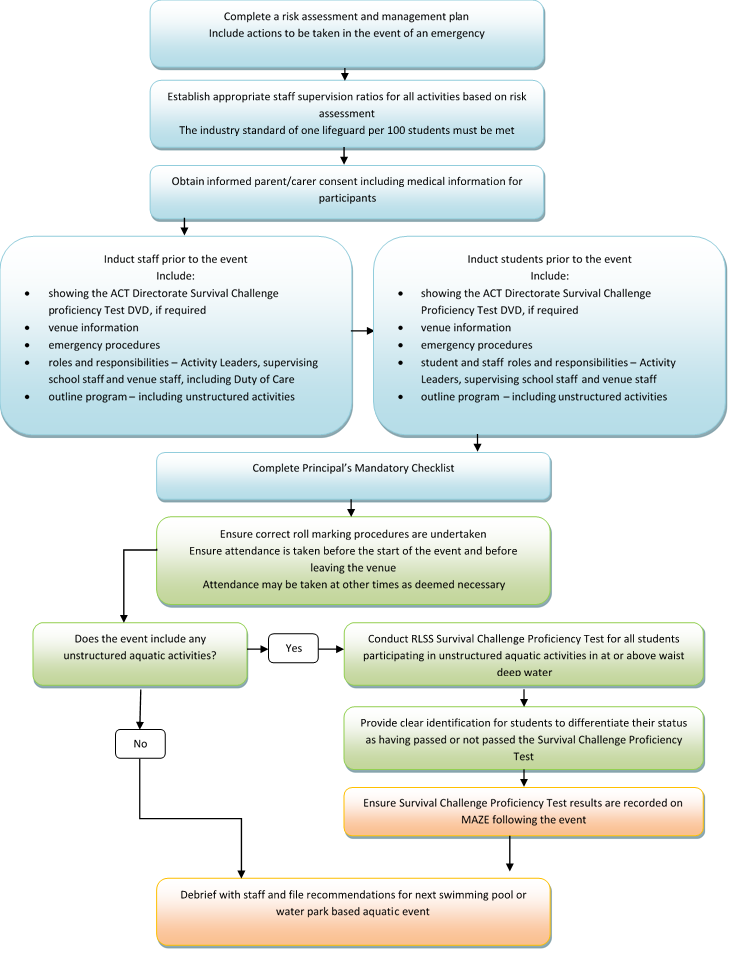 Complete a risk assessment and management plan
Include actions to be taken in the event of an emergency
Establish appropriate staff supervision ratios for all activities based on risk
assessment
The industry standard of one lifeguard per 100 students must be met
Obtain informed parent/carer consent including medical information for
participants
Induct staff prior to the event
Include:
• showing the ACT Directorate Survival Challenge
proficiency Test DVD, if required
• venue information
• emergency procedures
• roles and responsibilities – Activity Leaders, supervising
school staff and venue staff, including Duty of Care
• outline program – including unstructured activities
Induct students prior to the event
Include:
• showing the ACT Directorate Survival Challenge
Proficiency Test DVD, if required
• venue information
• emergency procedures
• student and staff roles and responsibilities – Activity
Leaders, supervising school staff and venue staff
• outline program – including unstructured activities
Complete Principal's Mandatory Checklist
Ensure correct roll marking procedures are undertaken
Ensure attendance is taken before the start of the event and before
leaving the venue
Attendance may be taken at other times as deemed necessary
Does the event include any
unstructured aquatic activities?
Yes
Conduct RLSS Survival Challenge Proficiency Test for all students
participating in unstructured aquatic activities in at or above waist
deep water
Provide clear identification for students to differentiate their status
as having passed or not passed the Survival Challenge Proficiency
Test
No
Ensure Survival Challenge Proficiency Test results are recorded on
MAZE following the event
Debrief with staff and file recommendations for next swimming pool or
water park based aquatic event